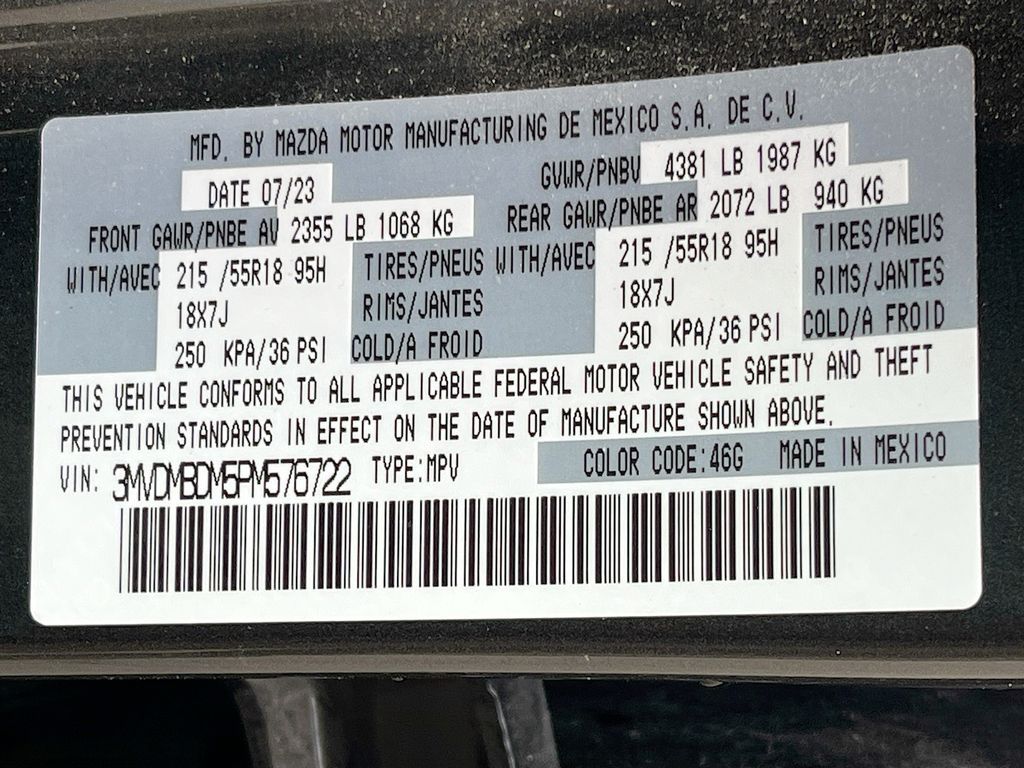 MFD. BY MAZDA MOTOR MANUFACTURING DE MEXICO S.A. DE C.V.
DATE 07/23 GVWR/PNBV 4381 LB 1987 KG
FRONT GAWR/PNBE AV 2355 LB 1068 KG REAR GAWR/PNBE AR 2072 LB 940 KG
WITH/AVEC 215 /55R18 95H TIRES/PNEUS WITH/AVEC 215 /55R18 95H TIRES/PNEUS
18X7J RIMS/JANTES 18X7J RIMS/JANTES
250 KPA/36 PSI COLD/A FROID 250 KPA/36 PSI COLD/A FROID
THIS VEHICLE CONFORMS TO ALL APPLICABLE FEDERAL MOTOR VEHICLE SAFETY AND THEFT
PREVENTION STANDARDS IN EFFECT ON THE DATE OF MANUFACTURE SHOWN ABOVE.
VIN: 3MVDMBDM5PM576722 TYPE:MPV COLOR CODE:46G MADE IN MEXICO